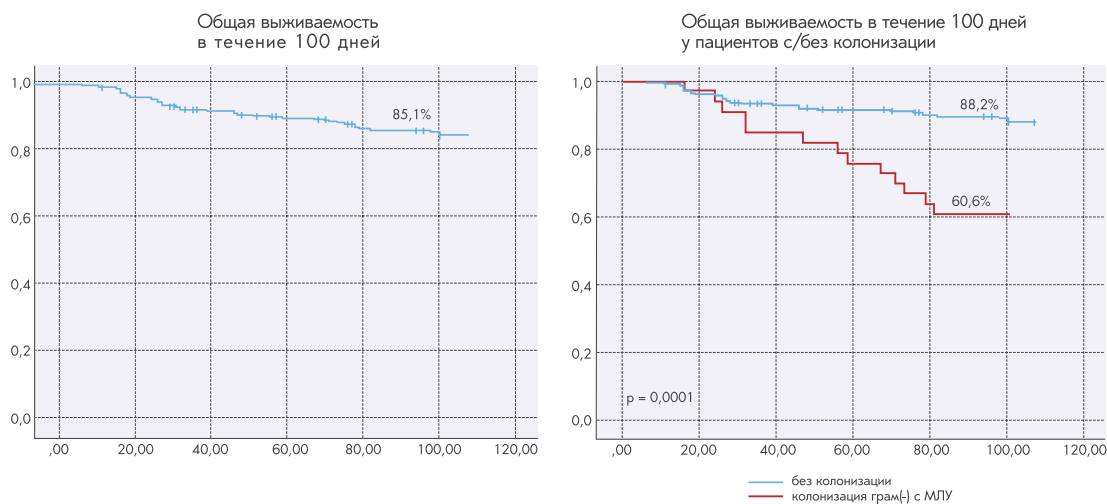 Общая выживаемость
в течение 100 дней
1,0
0,8
0,6
0,4
0,2
0,0
85,1%
,00 20,00 40,00 60,00 80,00 100,00 120,00
Общая выживаемость в течение 100 дней
у пациентов с/без колонизации
1,0
0,8
0,6
0,4
0,2
0,0
88,2%
60,6%
p = 0,0001
,00 20,00 40,00 60,00 80,00 100,00 120,00
без колонизации
колонизация грам(-) с МЛУ